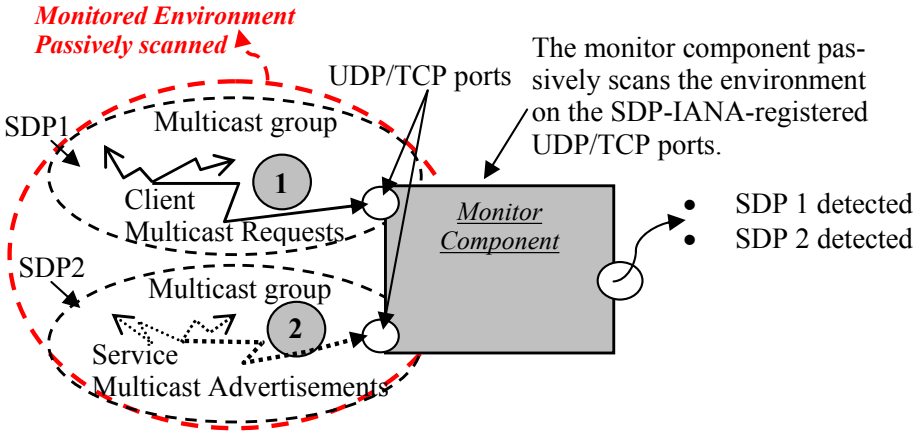 Monitored Environment
Passively scanned
UDP/TCP ports
The monitor component pas-
sively scans the environment
on the SDP-IANA-registered
UDP/TCP ports.
SDP1
Multicast group
1
Client
Multicast Requests
Monitor
Component
• SDP 1 detected
• SDP 2 detected
SDP2
Multicast group
2
Service
Multicast Advertisements